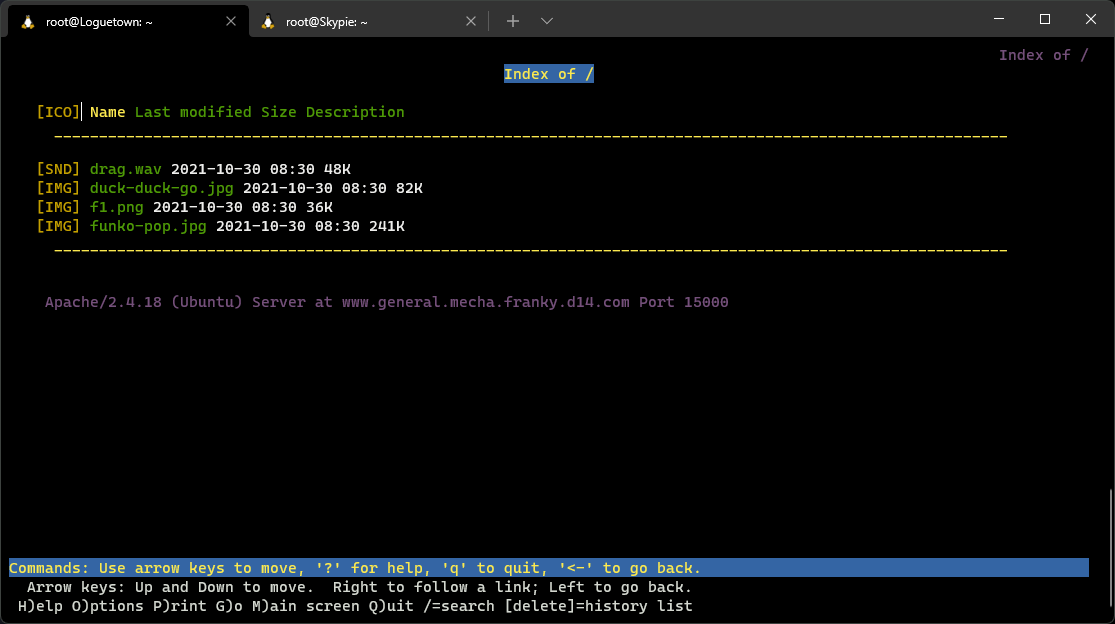 root@Loguetown: ~ root@Skypie: ~
Index of /
Index of /
[ICO] Name Last modified Size Description
[SND] drag.wav 2021-10-30 08:30 48K
[IMG] duck-duck-go.jpg 2021-10-30 08:30 82K
[IMG] f1.png 2021-10-30 08:30 36K
[IMG] funko-pop.jpg 2021-10-30 08:30 241K
Apache/2.4.18 (Ubuntu) Server at www.general.mecha.franky.d14.com Port 15000
Commands: Use arrow keys to move, '?' for help, 'q' to quit, '<-' to go back.
Arrow keys: Up and Down to move.  Right to follow a link; Left to go back.
H)elp O)ptions P)rint G)o M)ain screen Q)uit /=search [delete]=history list